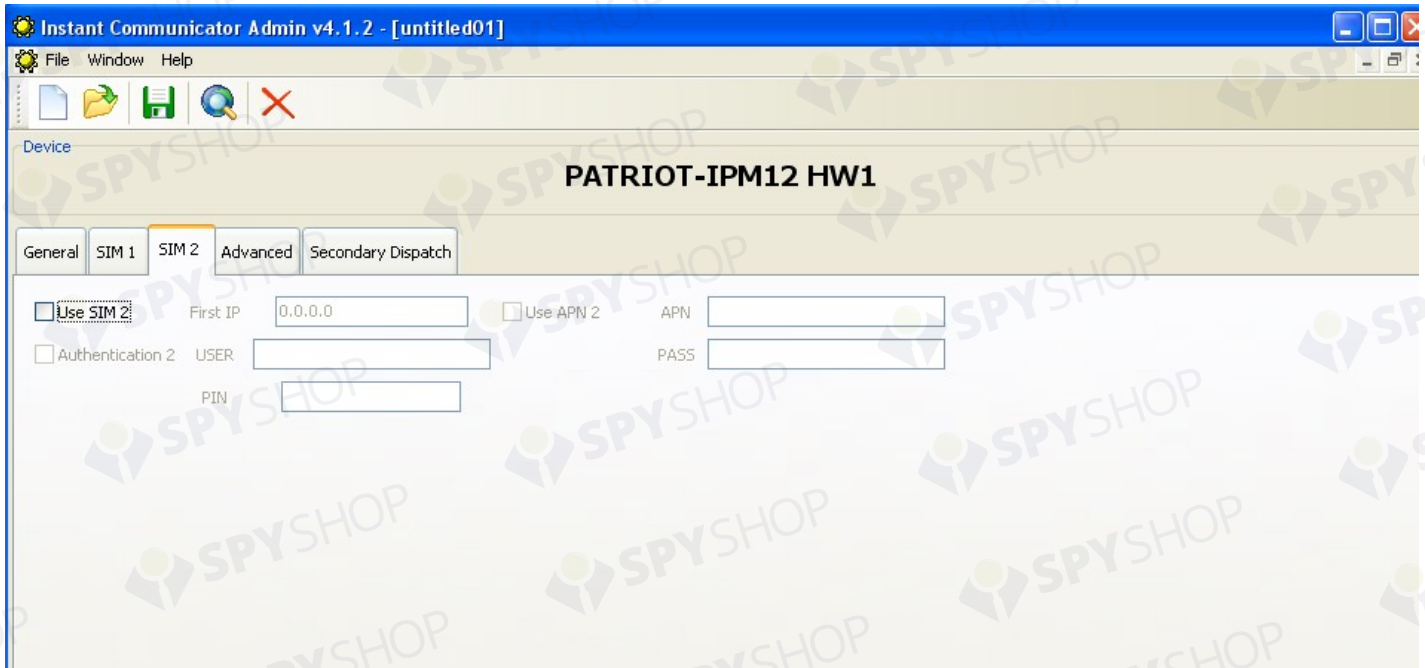 Instant Communicator Admin v4.1.2 - [untitled01]
File Window Help
Device
PATRIOT-IPM12 HW1
General SIM 1 SIM 2 Advanced Secondary Dispatch
Use SIM 2 First IP 0.0.0.0 Use APN 2 APN
Authentication 2 USER PASS
PIN
SPYSHOP